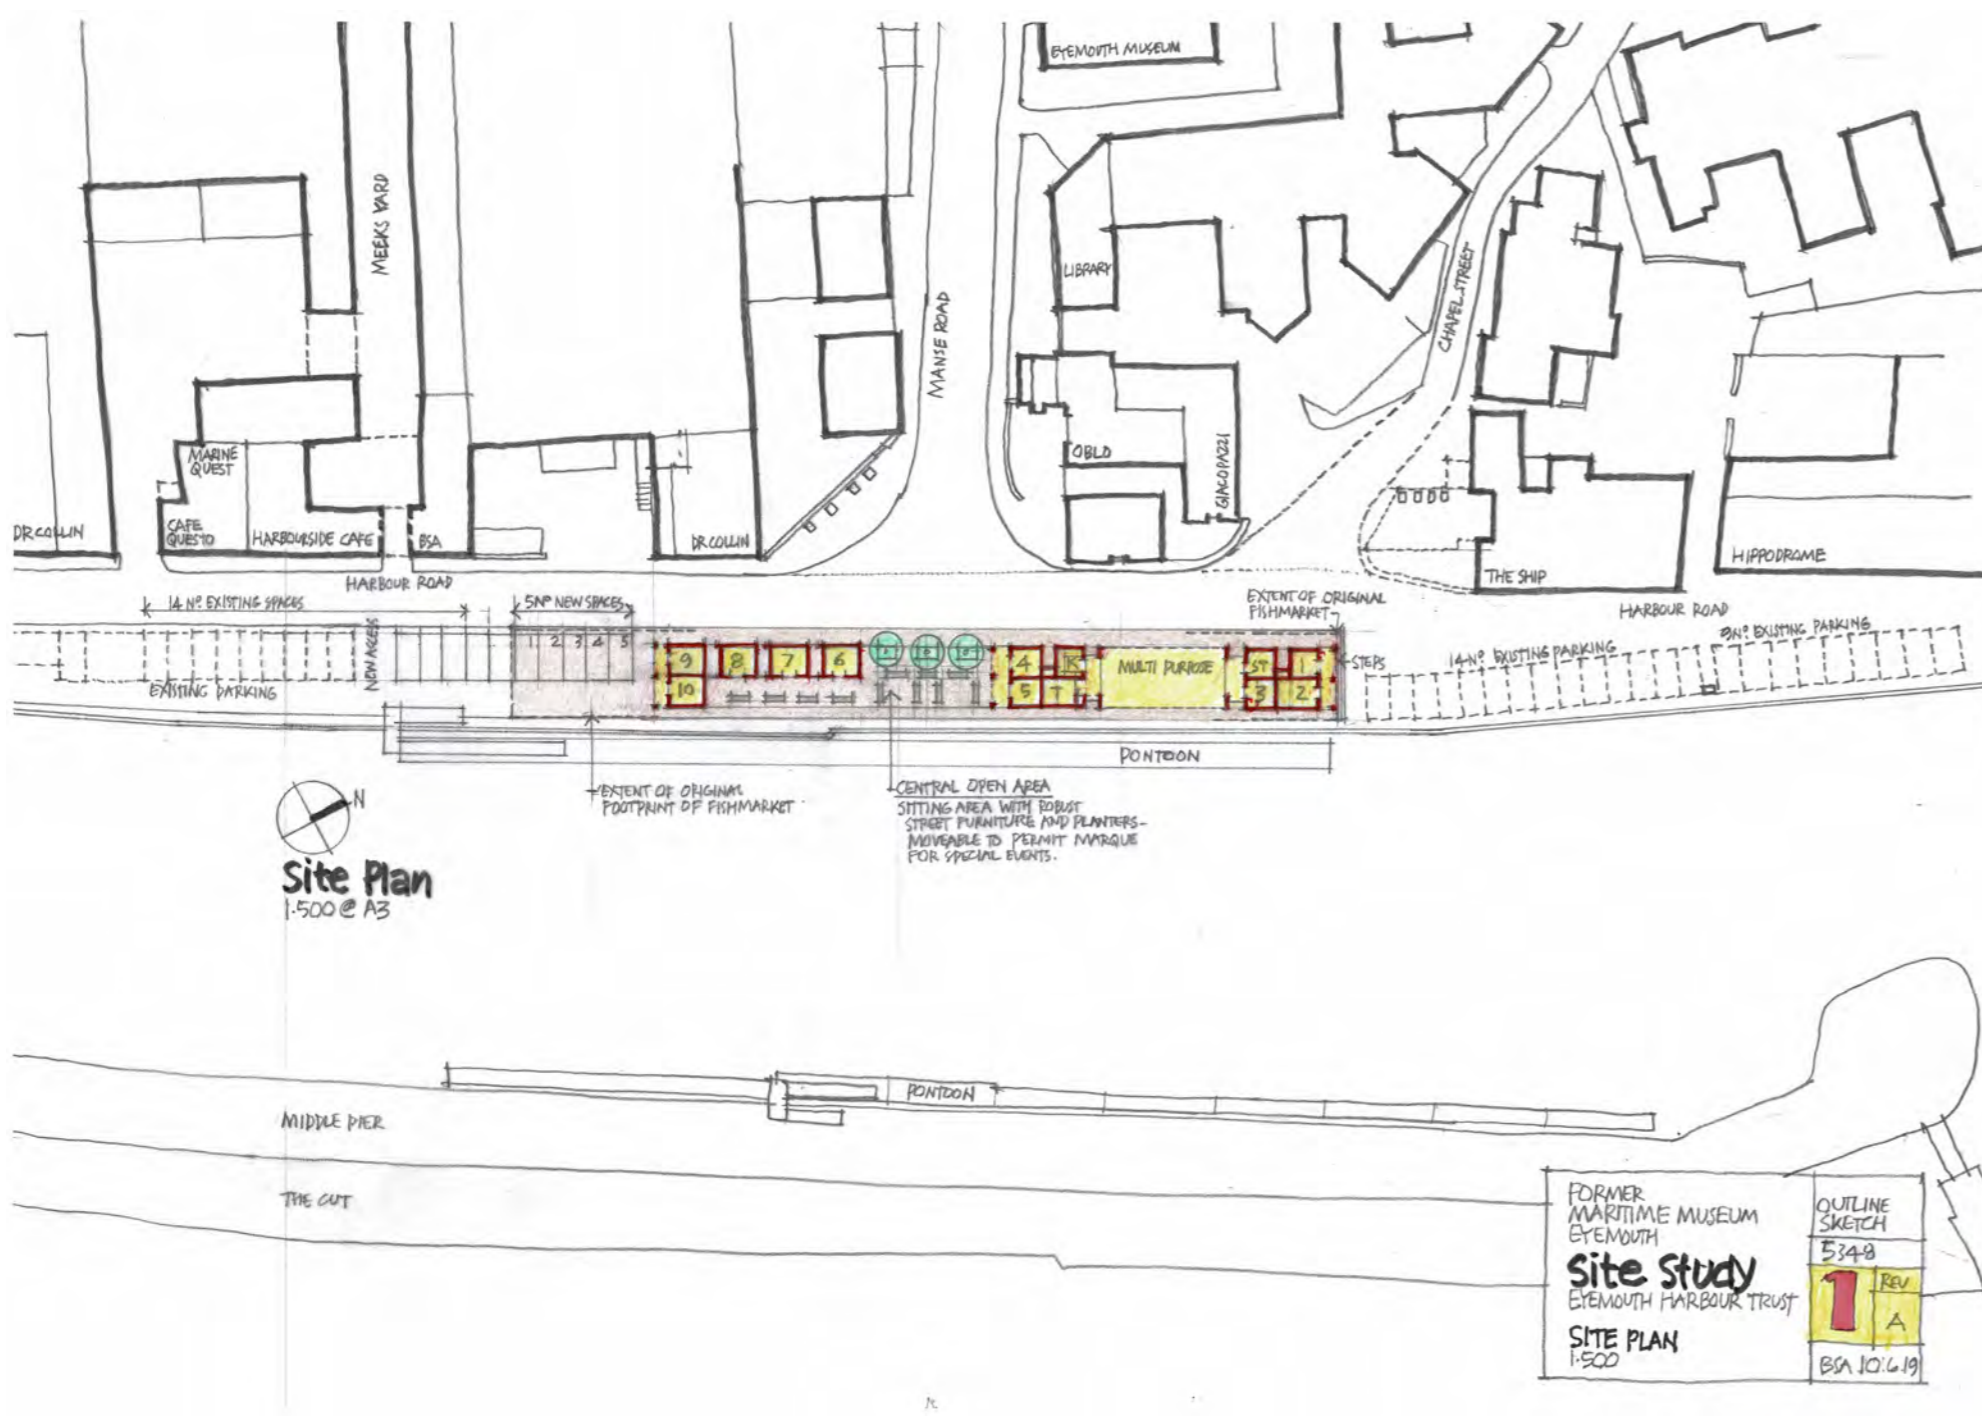 EYEMOUTH MUSEUM
MEEKS YARD
MANSE ROAD
LIBRARY
CHAPEL STREET
OBLO
GIACOPAZZI
MARINE
QUEST
CAFE
QUESTO
HARBOURSIDE CAFE
BSA
DR COLLIN
DR COLLIN
THE SHIP
HIPPODROME
HARBOUR ROAD
HARBOUR ROAD
14 Nº EXISTING SPACES
5Nº NEW SPACES
EXTENT OF ORIGINAL
FISHMARKET
NEW ACCESS
1 2 3 4 5
EXISTING PARKING
9
10
8
7
6
4
K
5
T
MULTI PURPOSE
ST
1
3
2
STEPS
14 Nº EXISTING PARKING
9Nº EXISTING PARKING
PONTOON
EXTENT OF ORIGINAL
FOOTPRINT OF FISHMARKET
CENTRAL OPEN AREA
SITTING AREA WITH ROBUST
STREET FURNITURE AND PLANTERS-
MOVEABLE TO PERMIT MARQUE
FOR SPECIAL EVENTS.
N
Site Plan
1:500 @ A3
PONTOON
MIDDLE PIER
THE CUT
FORMER
MARITIME MUSEUM
EYEMOUTH
Site Study
EYEMOUTH HARBOUR TRUST
SITE PLAN
1:500
OUTLINE
SKETCH
5348
1
REV
A
BSA 10.6.19